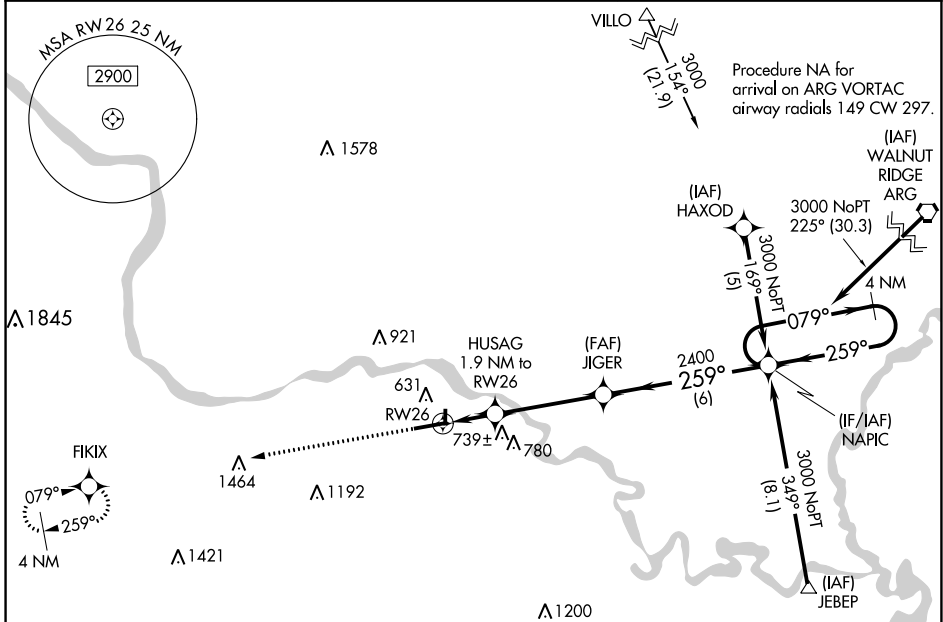 MSA RW26 25 NM
2900
VILLO
3000
154°
(21.9)
Procedure NA for
arrival on ARG VORTAC
airway radials 149 CW 297.
1578
(IAF)
WALNUT
RIDGE
ARG
(IAF)
HAXOD
3000 NoPT
225° (30.3)
3000 NoPT
169°
(5)
4 NM
079°
259°
1845
921
HUSAG
1.9 NM to
RW26
(FAF)
JIGER
2400
259°
(6)
631
RW26
739±
780
(IF/IAF)
NAPIC
FIKIX
079°
259°
4 NM
1464
1192
1421
3000 NoPT
349°
(8.1)
(IAF)
JEBEP
1200